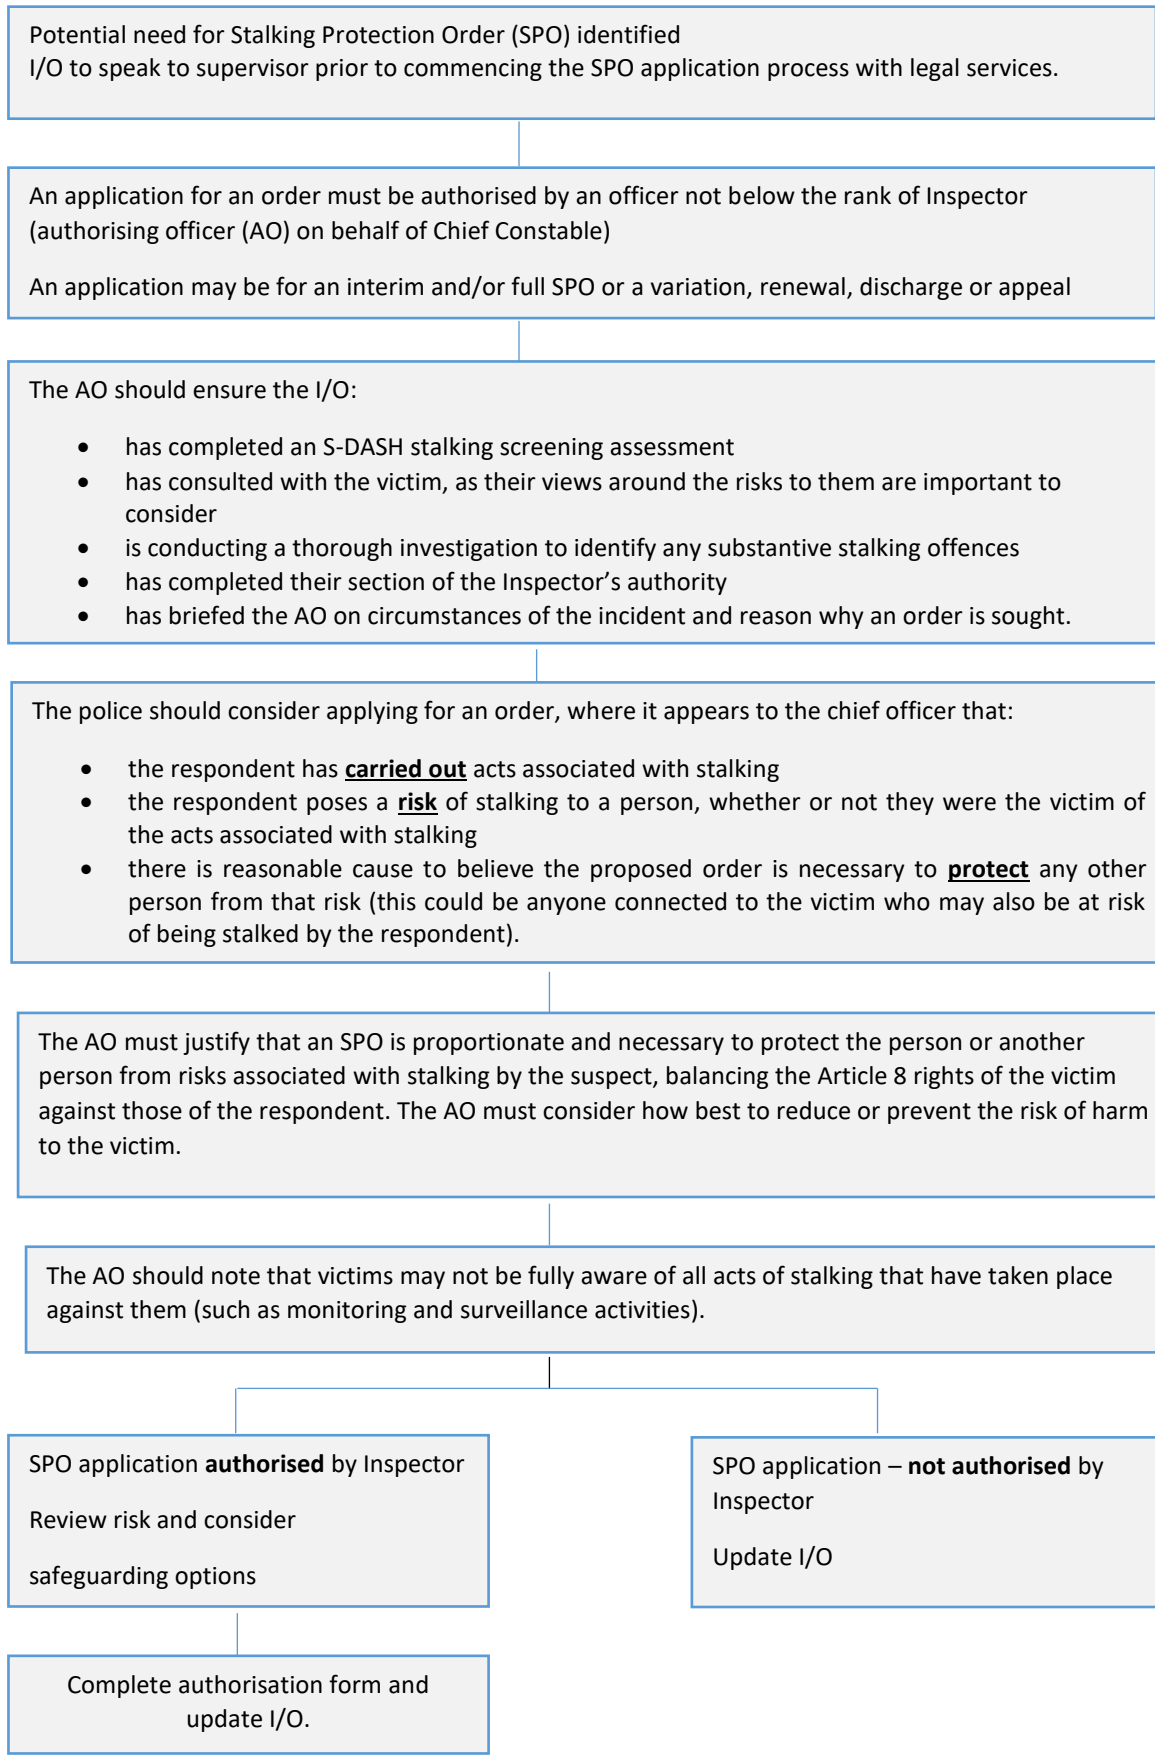 Potential need for Stalking Protection Order (SPO) identified
I/O to speak to supervisor prior to commencing the SPO application process with legal services.
An application for an order must be authorised by an officer not below the rank of Inspector
(authorising officer (AO) on behalf of Chief Constable)
An application may be for an interim and/or full SPO or a variation, renewal, discharge or appeal
The AO should ensure the I/O:
• has completed an S-DASH stalking screening assessment
• has consulted with the victim, as their views around the risks to them are important to
consider
• is conducting a thorough investigation to identify any substantive stalking offences
• has completed their section of the Inspector’s authority
• has briefed the AO on circumstances of the incident and reason why an order is sought.
The police should consider applying for an order, where it appears to the chief officer that:
• the respondent has carried out acts associated with stalking
• the respondent poses a risk of stalking to a person, whether or not they were the victim of
the acts associated with stalking
• there is reasonable cause to believe the proposed order is necessary to protect any other
person from that risk (this could be anyone connected to the victim who may also be at risk
of being stalked by the respondent).
The AO must justify that an SPO is proportionate and necessary to protect the person or another
person from risks associated with stalking by the suspect, balancing the Article 8 rights of the victim
against those of the respondent. The AO must consider how best to reduce or prevent the risk of harm
to the victim.
The AO should note that victims may not be fully aware of all acts of stalking that have taken place
against them (such as monitoring and surveillance activities).
SPO application authorised by Inspector
Review risk and consider
safeguarding options
SPO application – not authorised by
Inspector
Update I/O
Complete authorisation form and
update I/O.